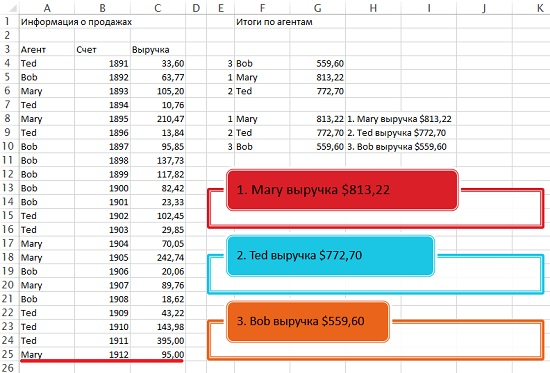 A B C D E F G H I J K
1 Информация о продажах Итоги по агентам
2
3 Агент Счет Выручка
4 Ted 1891 33,60 3 Bob 559,60
5 Bob 1892 63,77 1 Mary 813,22
6 Mary 1893 105,20 2 Ted 772,70
7 Ted 1894 10,76
8 Mary 1895 210,47 1 Mary 813,22 1. Mary выручка $813,22
9 Ted 1896 13,84 2 Ted 772,70 2. Ted выручка $772,70
10 Bob 1897 95,85 3 Bob 559,60 3. Bob выручка $559,60
11 Bob 1898 137,73
12 Bob 1899 117,82
13 Bob 1900 82,42 1. Mary выручка $813,22
14 Bob 1901 23,33
15 Ted 1902 102,45
16 Ted 1903 29,85
17 Mary 1904 70,05 2. Ted выручка $772,70
18 Mary 1905 242,74
19 Bob 1906 20,06
20 Mary 1907 89,76
21 Bob 1908 18,62
22 Ted 1909 43,22 3. Bob выручка $559,60
23 Ted 1910 143,98
24 Ted 1911 395,00
25 Mary 1912 95,00
26